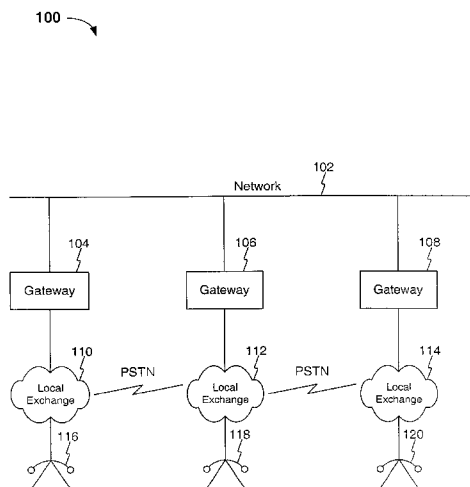 100
102
Network
104
106
108
Gateway
Gateway
Gateway
110
PSTN
112
PSTN
114
Local
Exchange
Local
Exchange
Local
Exchange
116
118
120